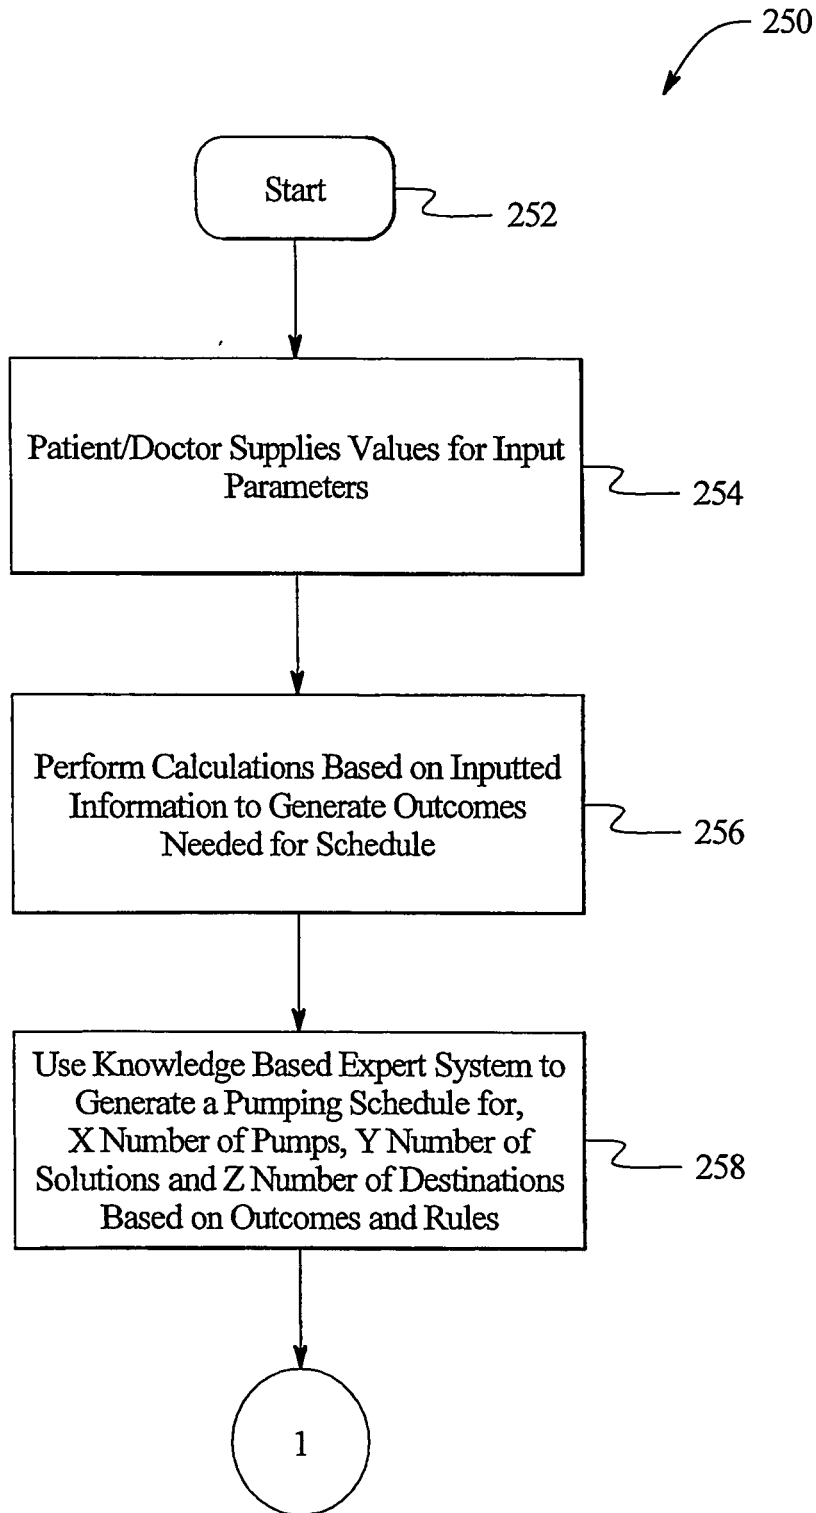 250
Start
252
Patient/Doctor Supplies Values for Input
Parameters
254
Perform Calculations Based on Inputted
Information to Generate Outcomes
Needed for Schedule
256
Use Knowledge Based Expert System to
Generate a Pumping Schedule for,
X Number of Pumps, Y Number of
Solutions and Z Number of Destinations
Based on Outcomes and Rules
258
1